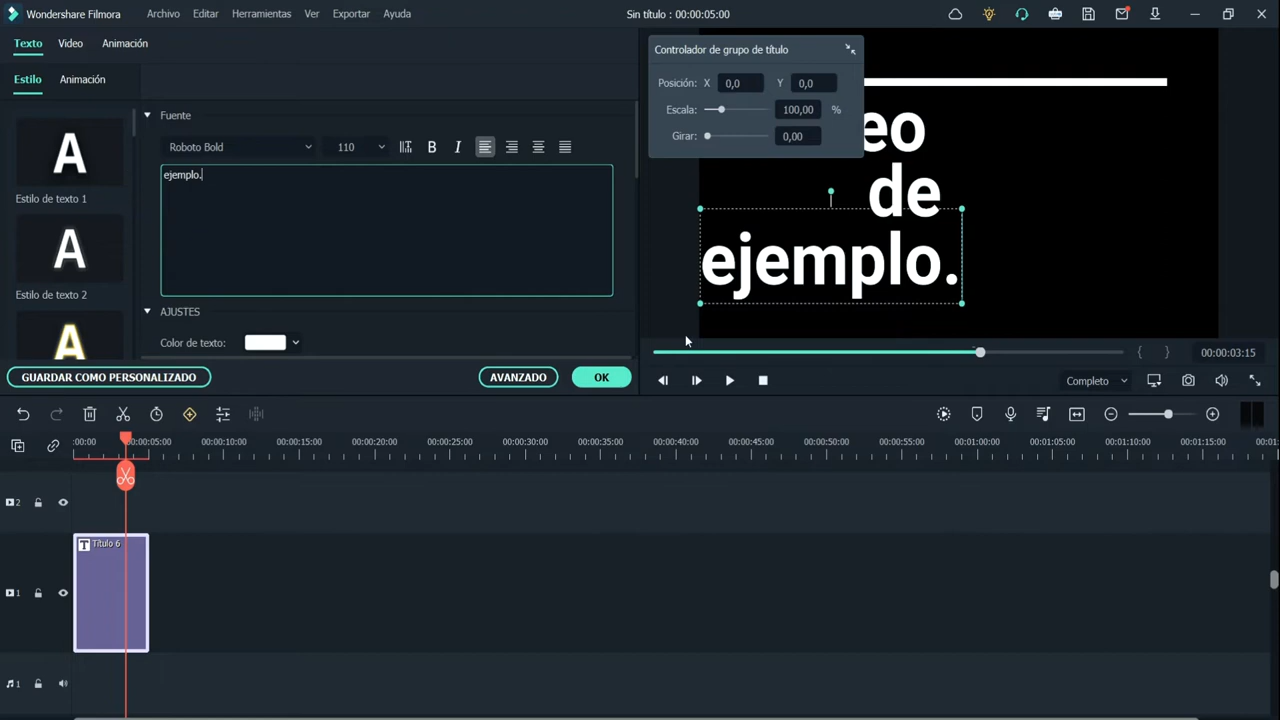 Wondershare Filmora Archivo Editar Herramientas Ver Exportar Ayuda Sin título : 00:00:05:00
Texto Video Animación
Estilo Animación
Estilo de texto 1
Estilo de texto 2
Fuente
Roboto Bold 110 B I
ejemplo.
AJUSTES
Color de texto:
GUARDAR COMO PERSONALIZADO AVANZADO OK
Controlador de grupo de título
Posición: X 0,0 Y 0,0
Escala: 100,00 %
Girar: 0,00
eo
de
ejemplo.
{ } 00:00:03:15
Completo
:00:00 00:00:05:00 00:00:10:00 00:00:15:00 00:00:20:00 00:00:25:00 00:00:30:00 00:00:35:00 00:00:40:00 00:00:45:00 00:00:50:00 00:00:55:00 00:01:00:00 00:01:05:00 00:01:10:00 00:01:15:00 00:01:
2
T Título 6
1
1